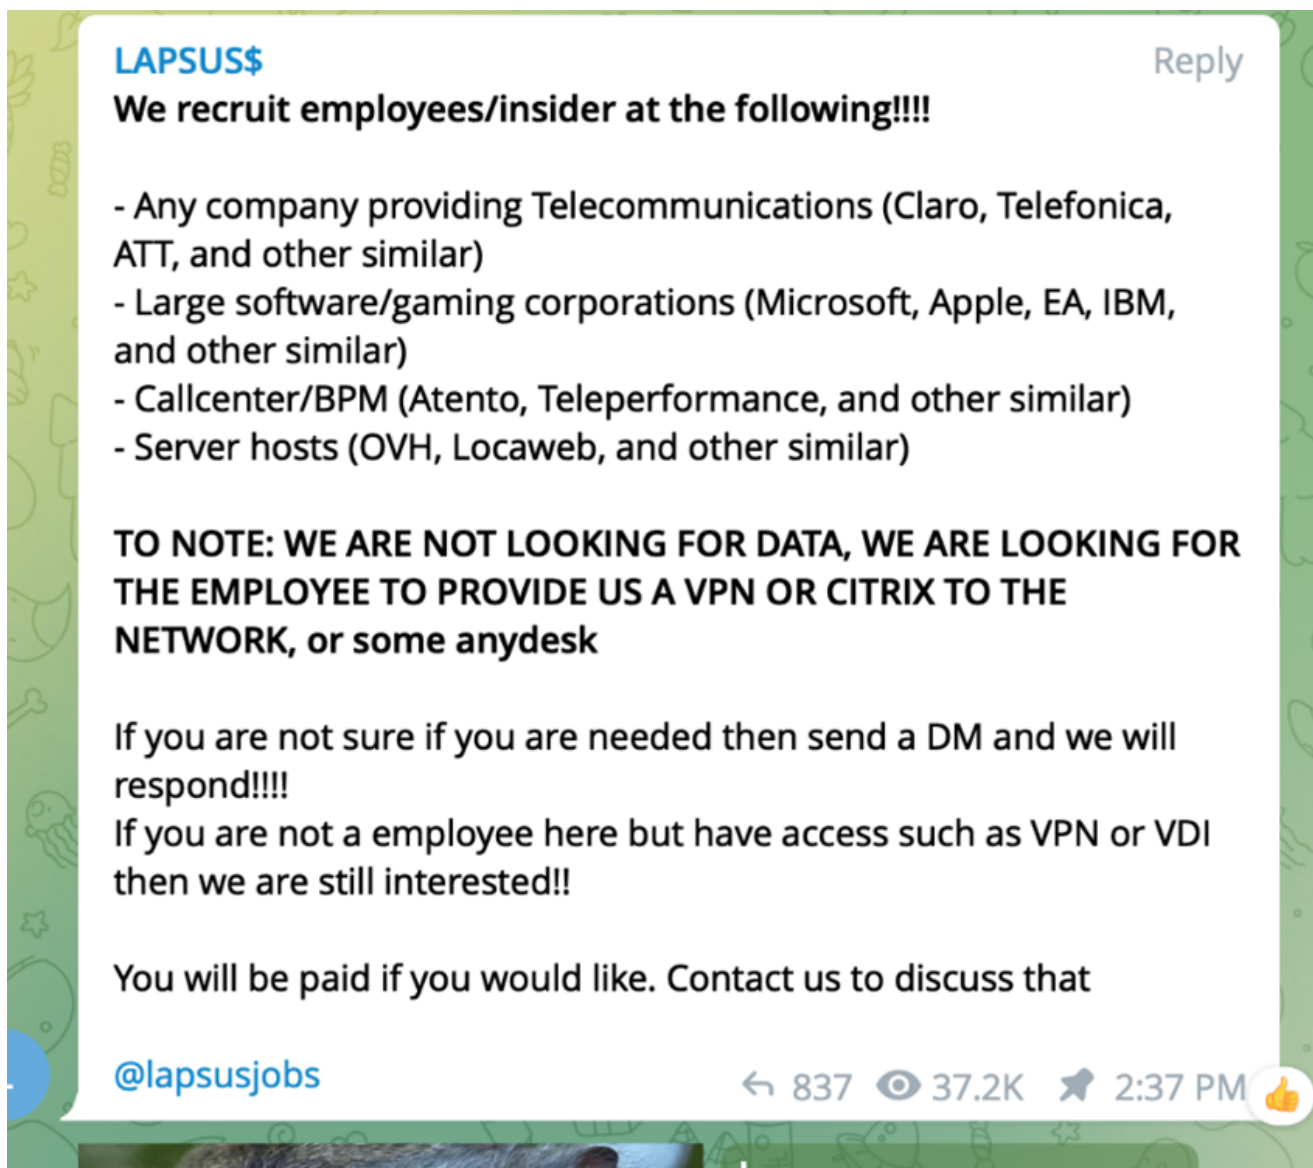 LAPSUS$ Reply
We recruit employees/insider at the following!!!!
- Any company providing Telecommunications (Claro, Telefonica,
ATT, and other similar)
- Large software/gaming corporations (Microsoft, Apple, EA, IBM,
and other similar)
- Callcenter/BPM (Atento, Teleperformance, and other similar)
- Server hosts (OVH, Locaweb, and other similar)
TO NOTE: WE ARE NOT LOOKING FOR DATA, WE ARE LOOKING FOR
THE EMPLOYEE TO PROVIDE US A VPN OR CITRIX TO THE
NETWORK, or some anydesk
If you are not sure if you are needed then send a DM and we will
respond!!!!
If you are not a employee here but have access such as VPN or VDI
then we are still interested!!
You will be paid if you would like. Contact us to discuss that
@lapsusjobs 837 37.2K 2:37 PM